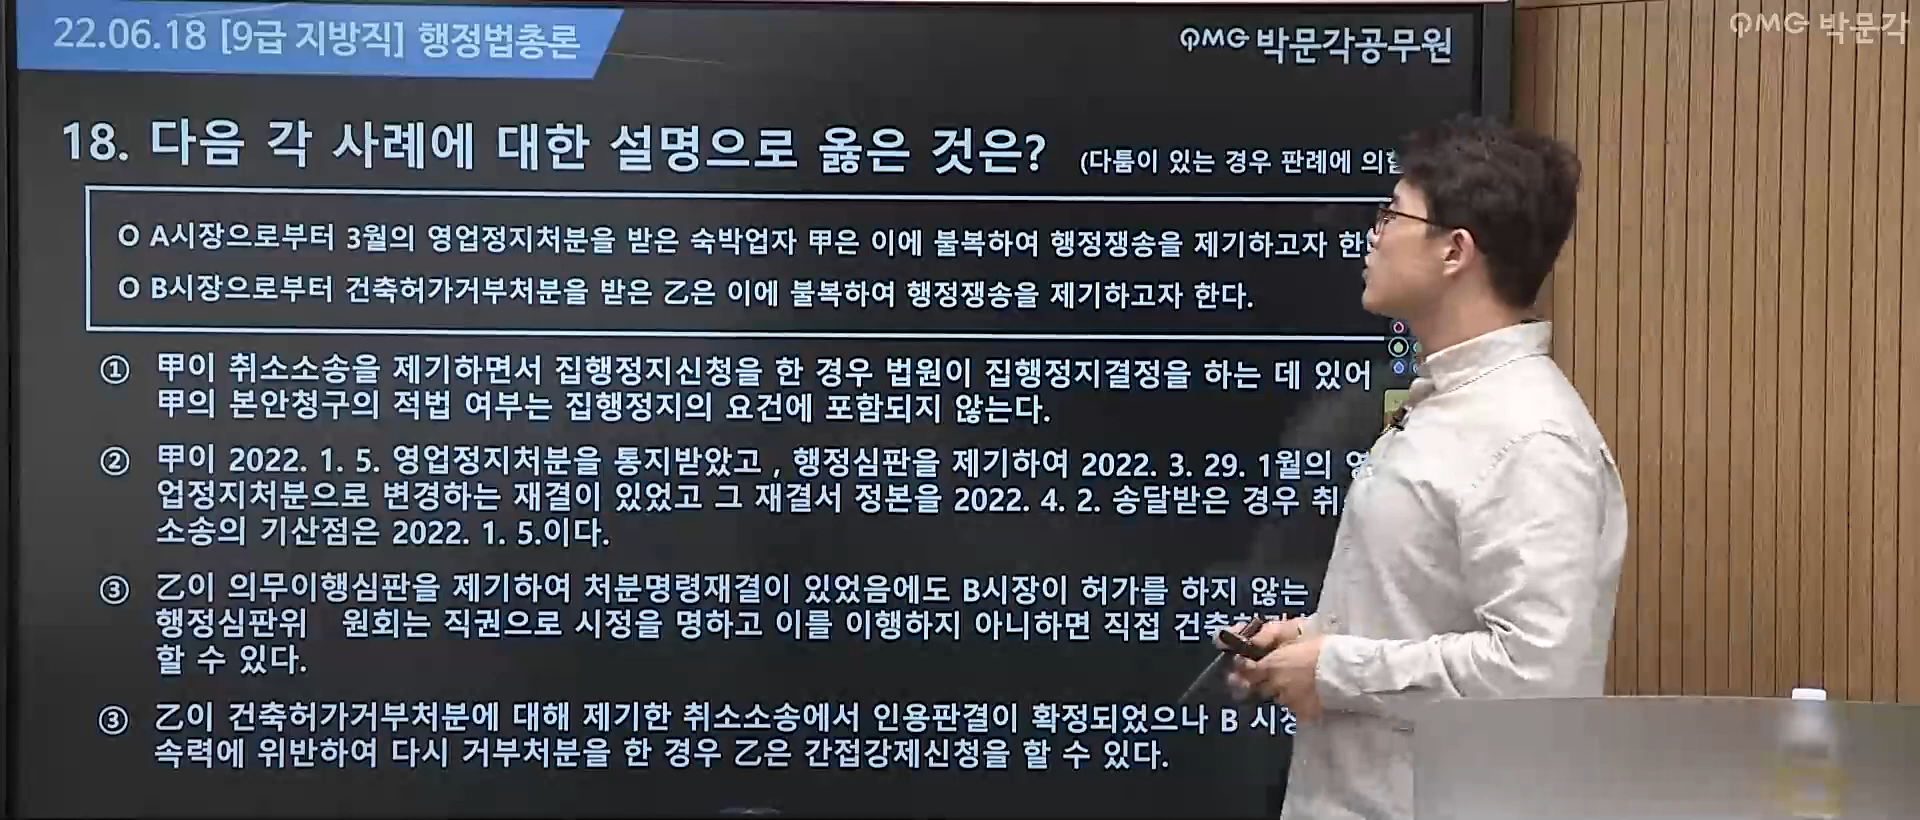 22.06.18 [9급 지방직] 행정법총론
PMG 박문각공무원
PMG 박문각
18. 다음 각 사례에 대한 설명으로 옳은 것은? (다툼이 있는 경우 판례에
O A시장으로부터 3월의 영업정지처분을 받은 숙박업자 甲은 이에 불복하여 행정쟁송을 제기하고자
O B시장으로부터 건축허가거부처분을 받은 乙은 이에 불복하여 행정쟁송을 제기하고자 한다.
① 甲이 취소소송을 제기하면서 집행정지신청을 한 경우 법원이 집행정지결정을 하는 데 있어
甲의 본안청구의 적법 여부는 집행정지의 요건에 포함되지 않는다.
② 甲이 2022. 1. 5. 영업정지처분을 통지받았고 , 행정심판을 제기하여 2022. 3. 29. 1월의
업정지처분으로 변경하는 재결이 있었고 그 재결서 정본을 2022. 4. 2. 송달받은 경우 취
소송의 기산점은 2022. 1. 5.이다.
③ 乙이 의무이행심판을 제기하여 처분명령재결이 있었음에도 B시장이 허가를 하지 않는
행정심판위 원회는 직권으로 시정을 명하고 이를 이행하지 아니하면 직접
할 수 있다.
③ 乙이 건축허가거부처분에 대해 제기한 취소소송에서 인용판결이 확정되었으나 B
속력에 위반하여 다시 거부처분을 한 경우 乙은 간접강제신청을 할 수 있다.